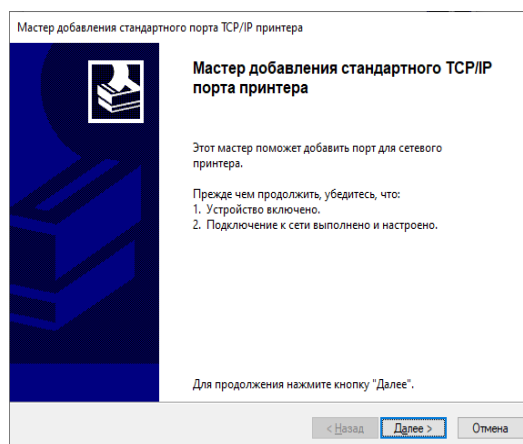 Мастер добавления стандартного порта TCP/IP принтера
Мастер добавления стандартного TCP/IP
порта принтера
Этот мастер поможет добавить порт для сетевого
принтера.
Прежде чем продолжить, убедитесь, что:
1. Устройство включено.
2. Подключение к сети выполнено и настроено.
Для продолжения нажмите кнопку "Далее".
< Назад Далее > Отмена